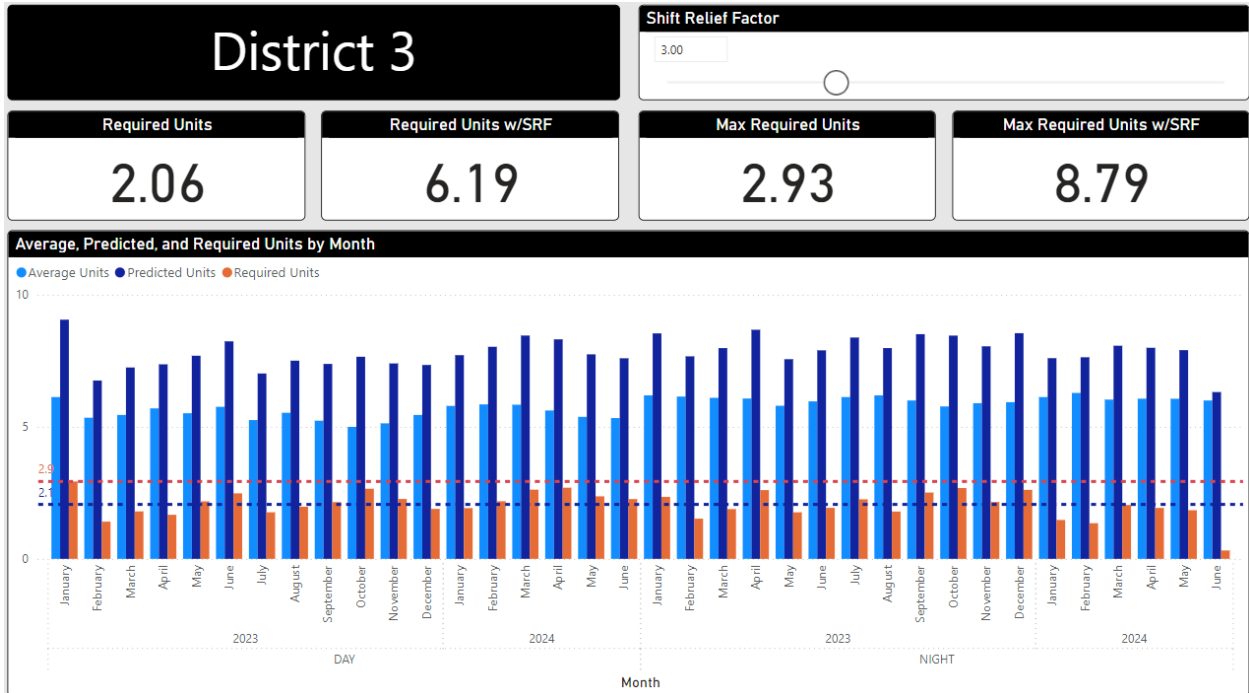 District 3
Shift Relief Factor
3.00
Required Units
2.06
Required Units w/SRF
6.19
Max Required Units
2.93
Max Required Units w/SRF
8.79
Average, Predicted, and Required Units by Month
Average Units Predicted Units Required Units
10
5
2.9
2.1
0
January February March April May June July August September October November December January February March April May June January February March April May June July August September October November December January February March April May June
2023 2024 2023 2024
DAY NIGHT
Month